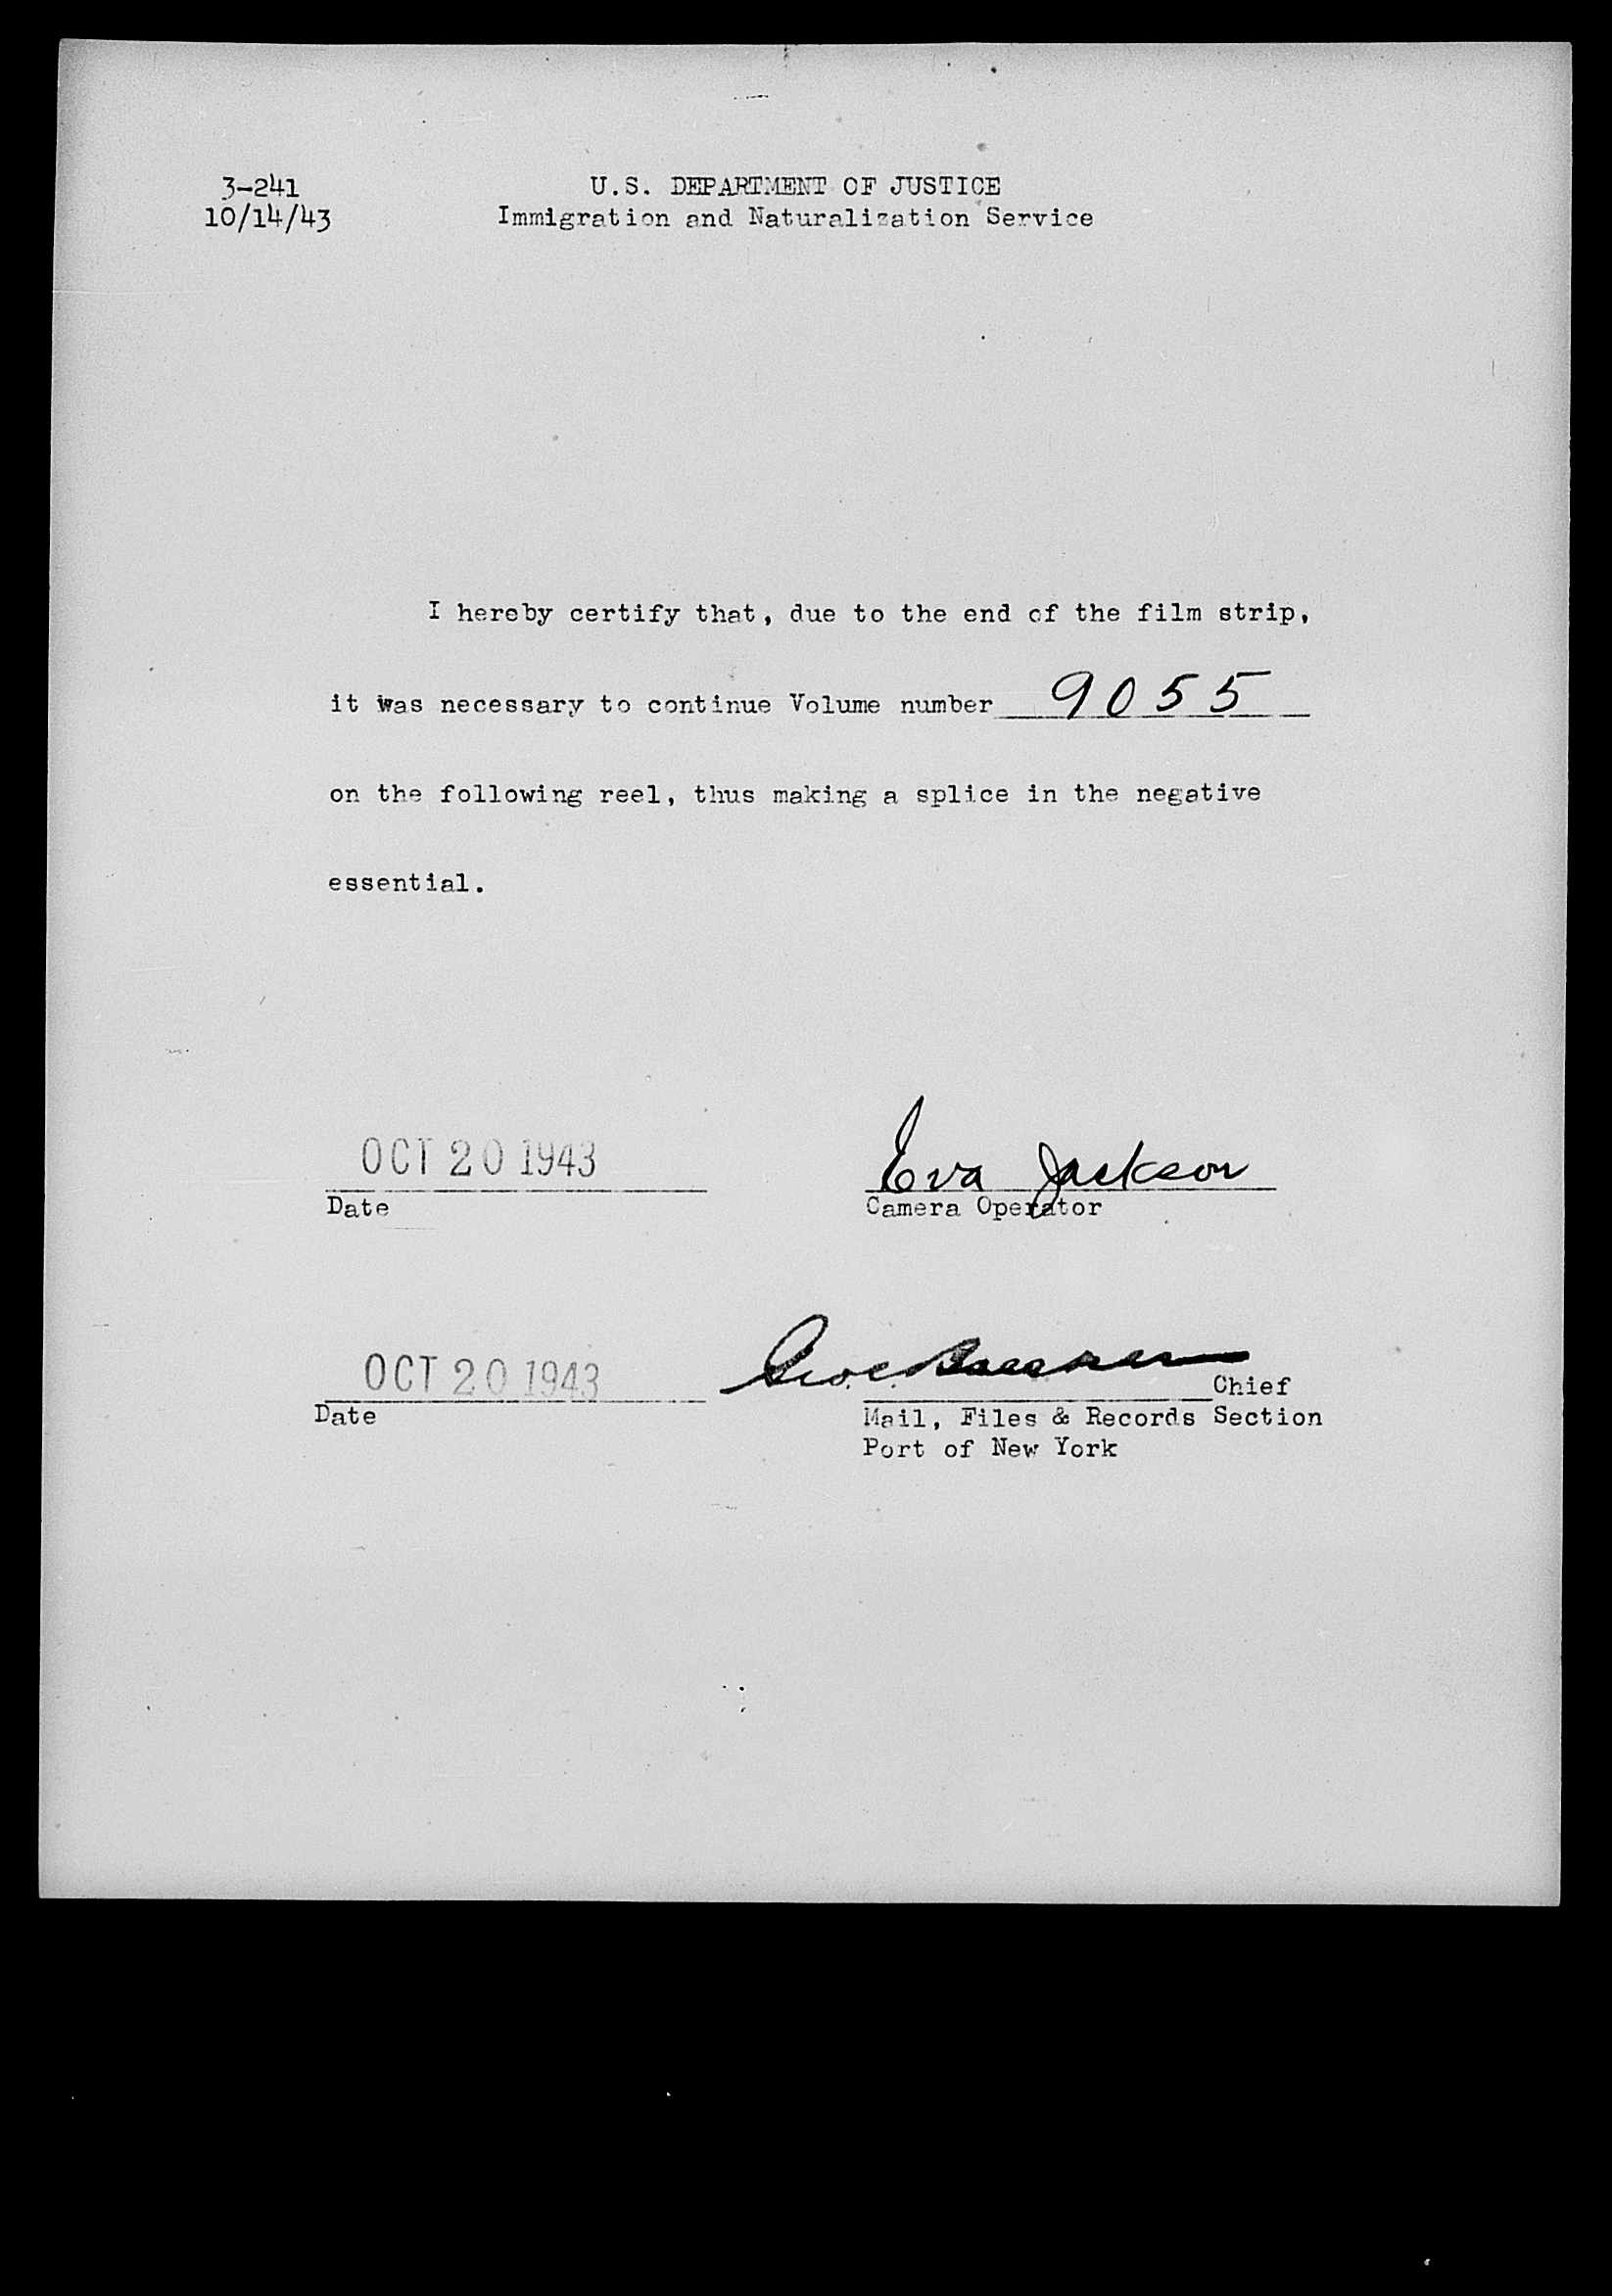 3-241
10/14/43
U.S. DEPARTMENT OF JUSTICE
Immigration and Naturalization Service
I hereby certify that, due to the end of the film strip,
it was necessary to continue Volume number 9055
on the following reel, thus making a splice in the negative
essential.
OCT 20 1943
Eva Jackson
Date
Camera Operator
OCT 20 1943
Chief
Date
Mail, Files & Records Section
Port of New York